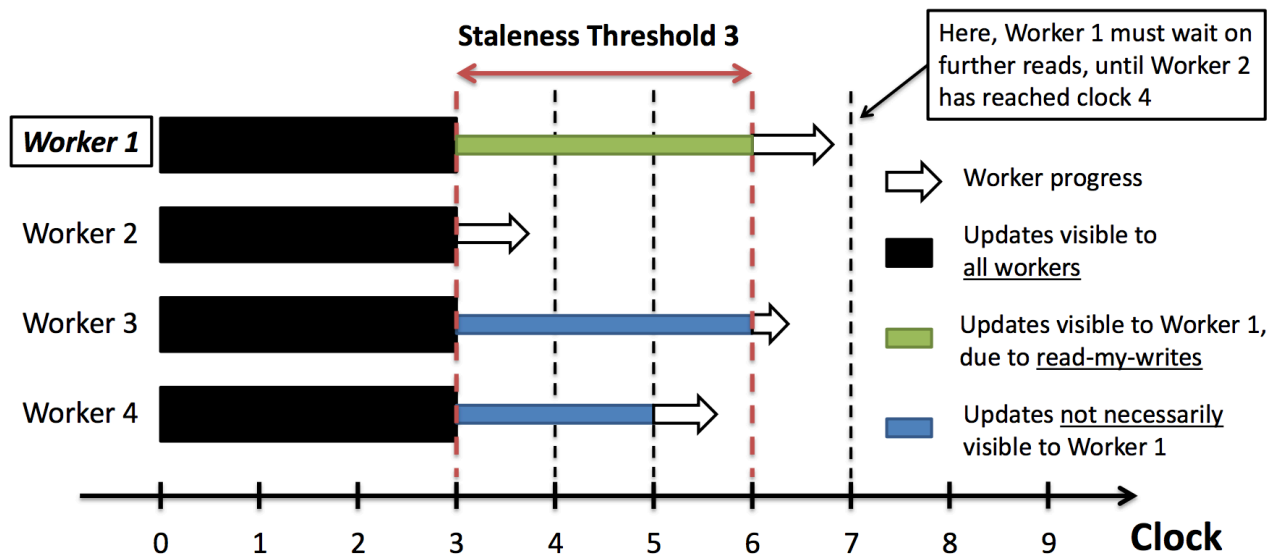 Staleness Threshold 3
Here, Worker 1 must wait on
further reads, until Worker 2
has reached clock 4
Worker 1
Worker 2
Worker 3
Worker 4
Worker progress
Updates visible to
all workers
Updates visible to Worker 1,
due to read-my-writes
Updates not necessarily
visible to Worker 1
0 1 2 3 4 5 6 7 8 9
Clock